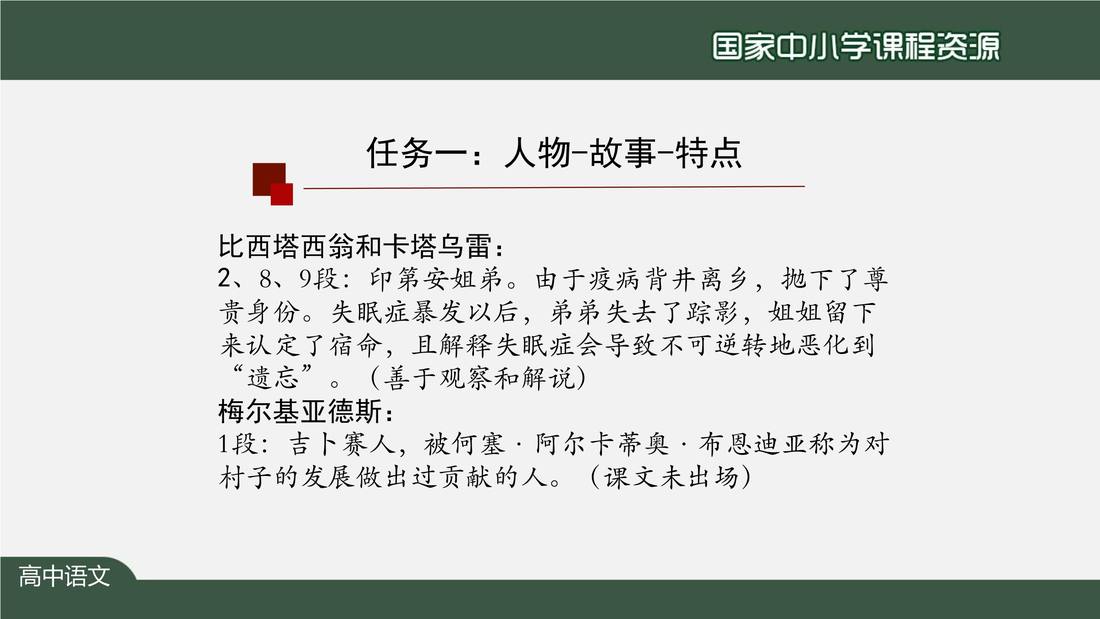 国家中小学课程资源
任务一：人物-故事-特点
比西塔西翁和卡塔乌雷：
2、8、9段：印第安姐弟。由于疫病背井离乡，抛下了尊
贵身份。失眠症暴发以后，弟弟失去了踪影，姐姐留下
来认定了宿命，且解释失眠症会导致不可逆转地恶化到
“遗忘”。（善于观察和解说）
梅尔基亚德斯：
1段：吉卜赛人，被何塞·阿尔卡蒂奥·布恩迪亚称为对
村子的发展做出过贡献的人。（课文未出场）
高中语文